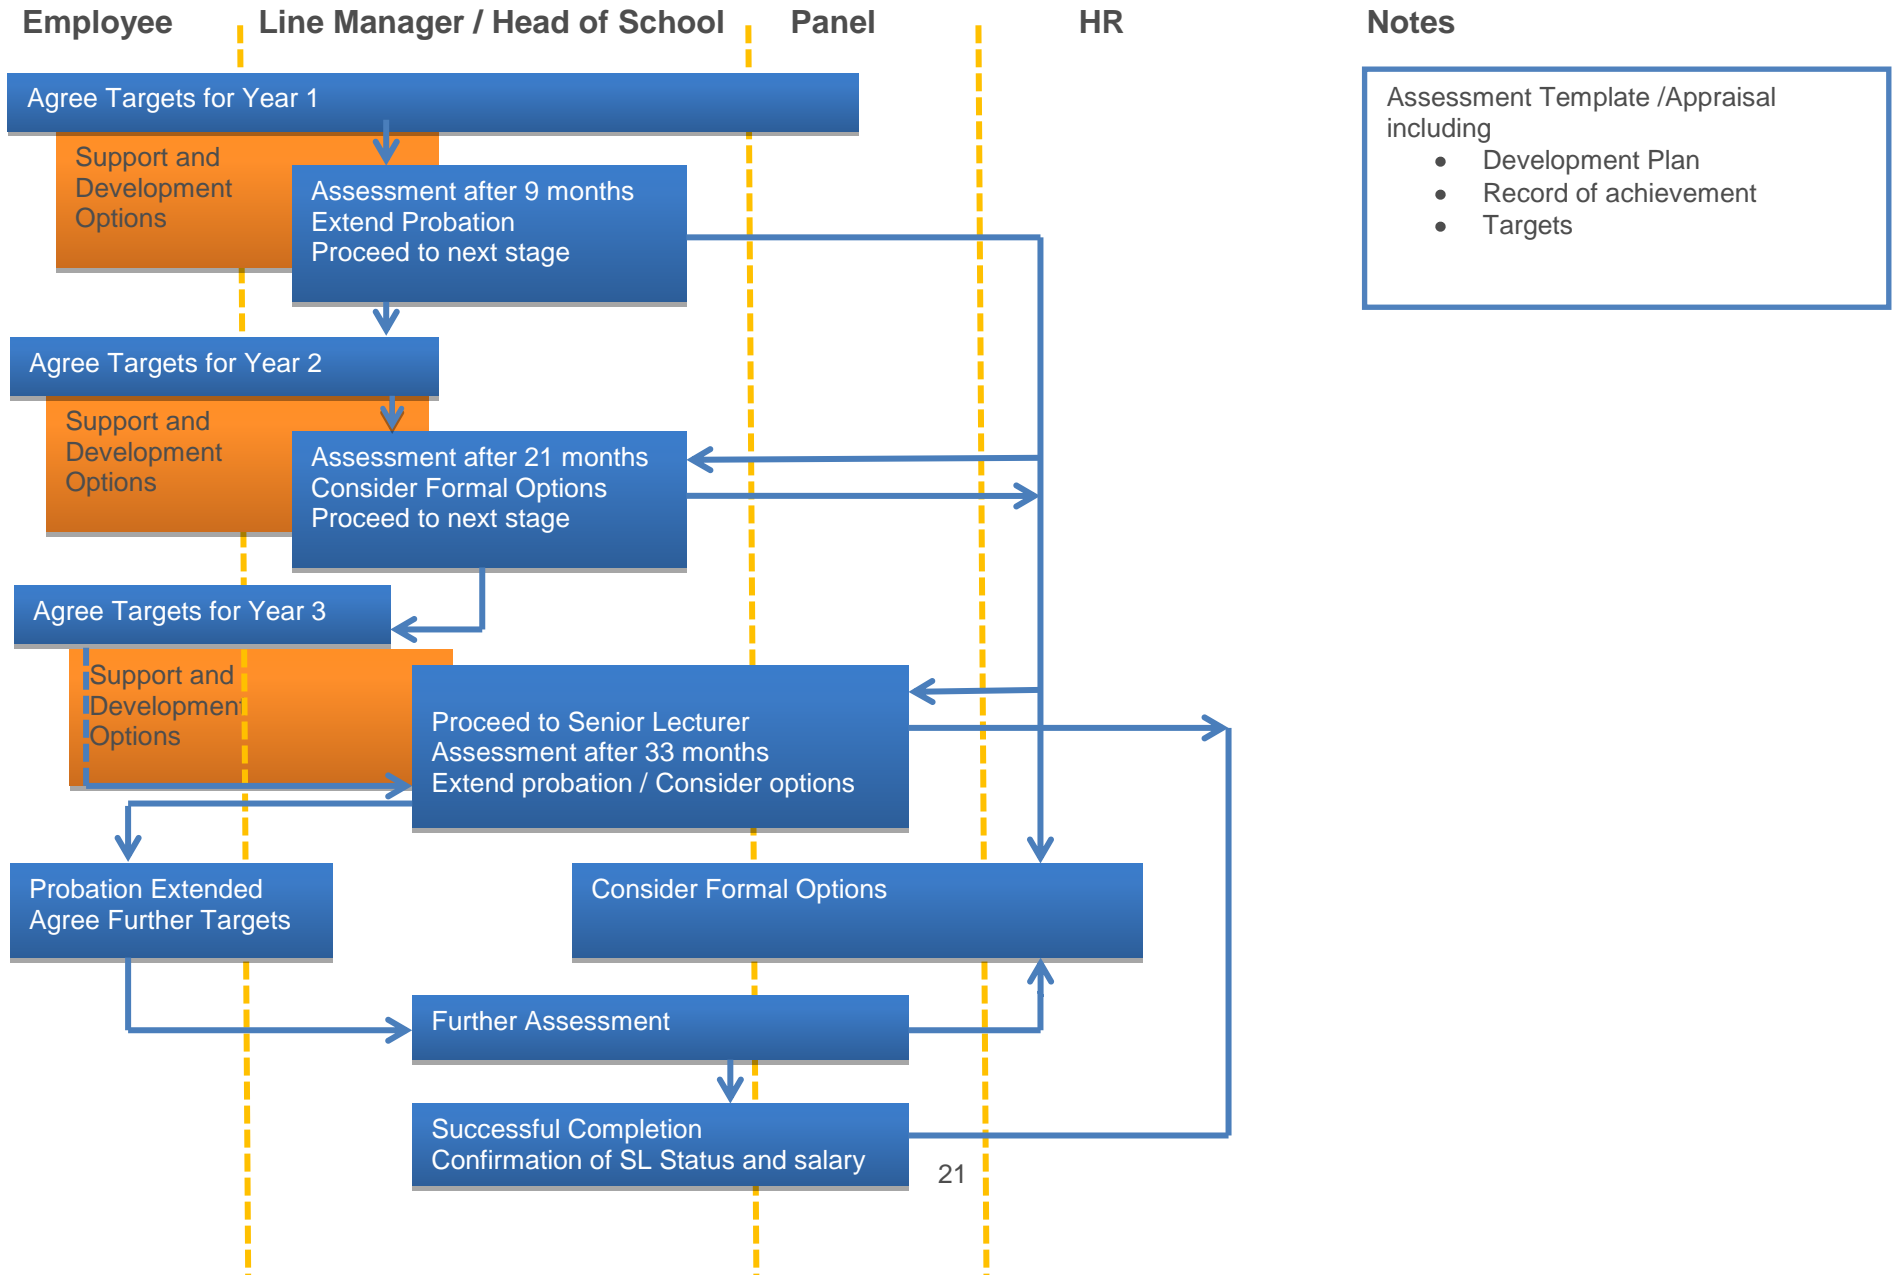 Employee
Line Manager / Head of School
Panel
HR
Notes
Agree Targets for Year 1
Assessment Template /Appraisal
including
● Development Plan
● Record of achievement
● Targets
Support and
Development
Options
Assessment after 9 months
Extend Probation
Proceed to next stage
Agree Targets for Year 2
Support and
Development
Options
Assessment after 21 months
Consider Formal Options
Proceed to next stage
Agree Targets for Year 3
Support and
Development
Options
Proceed to Senior Lecturer
Assessment after 33 months
Extend probation / Consider options
Probation Extended
Agree Further Targets
Consider Formal Options
Further Assessment
Successful Completion
Confirmation of SL Status and salary
21